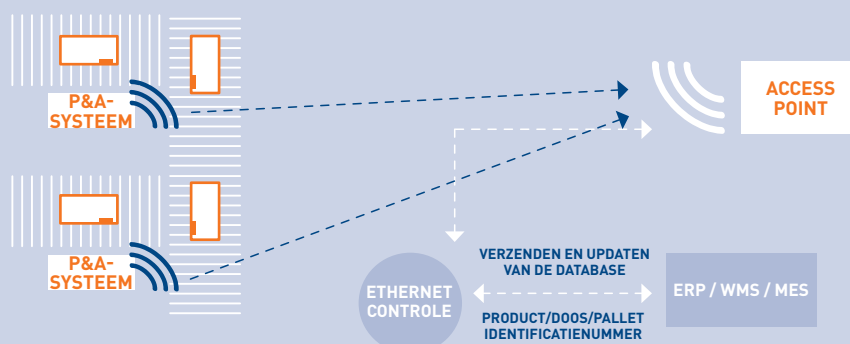 P&A-
SYSTEEM
ACCESS
POINT
P&A-
SYSTEEM
VERZENDEN EN UPDATEN
VAN DE DATABASE
ETHERNET
CONTROLE
ERP / WMS / MES
PRODUCT/DOOS/PALLET
IDENTIFICATIENUMMER